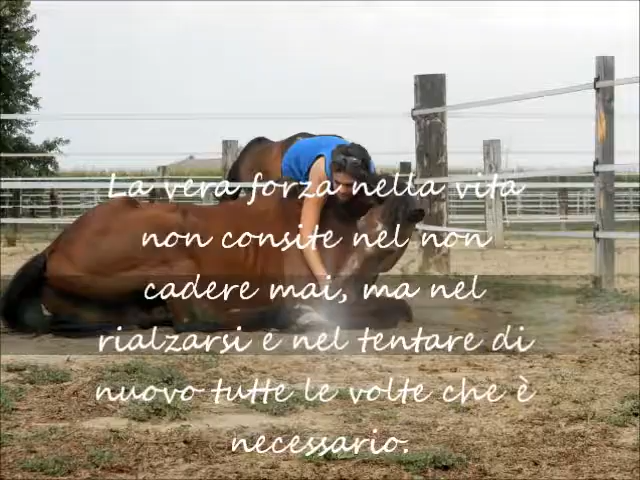 La vera forza nella vita
non consite nel non
cadere mai, ma nel
rialzarsi e nel tentare di
nuovo tutte le volte che è
necessario.